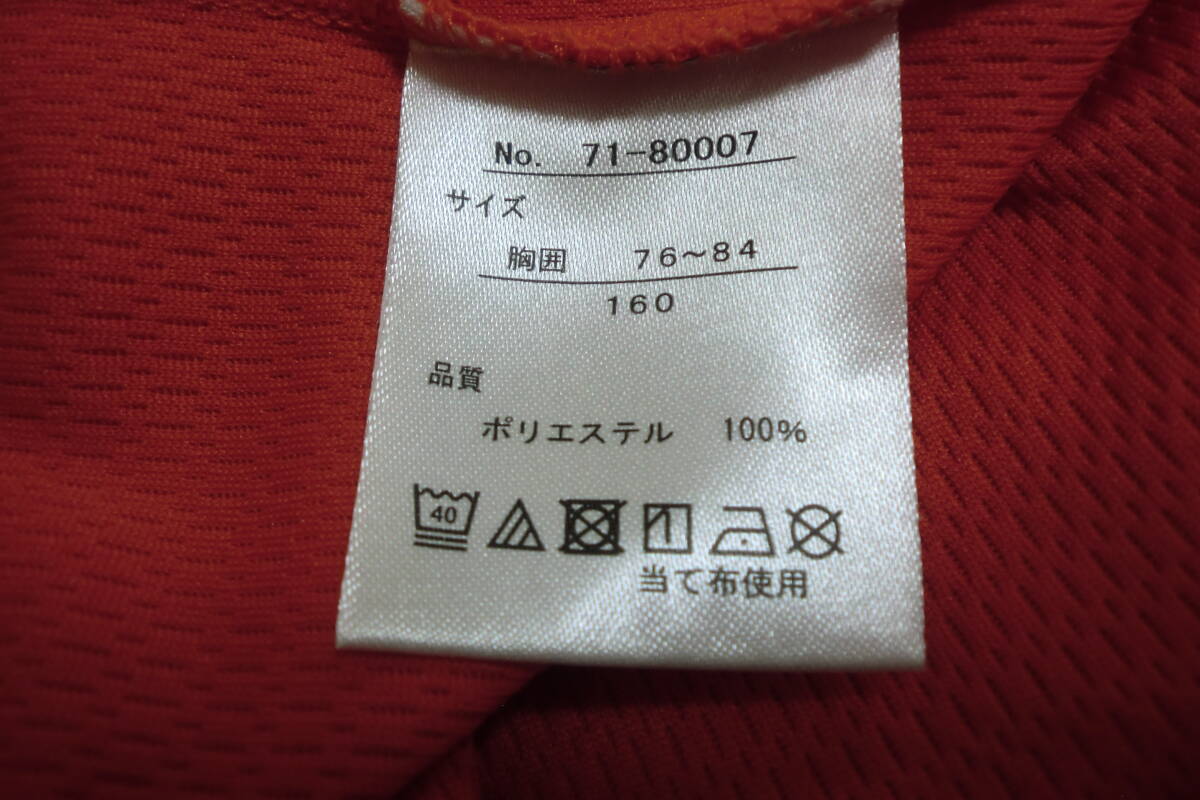 No. 71-80007
サイズ
胸囲 76～84
160
品質
ポリエステル 100%
40
当て布使用